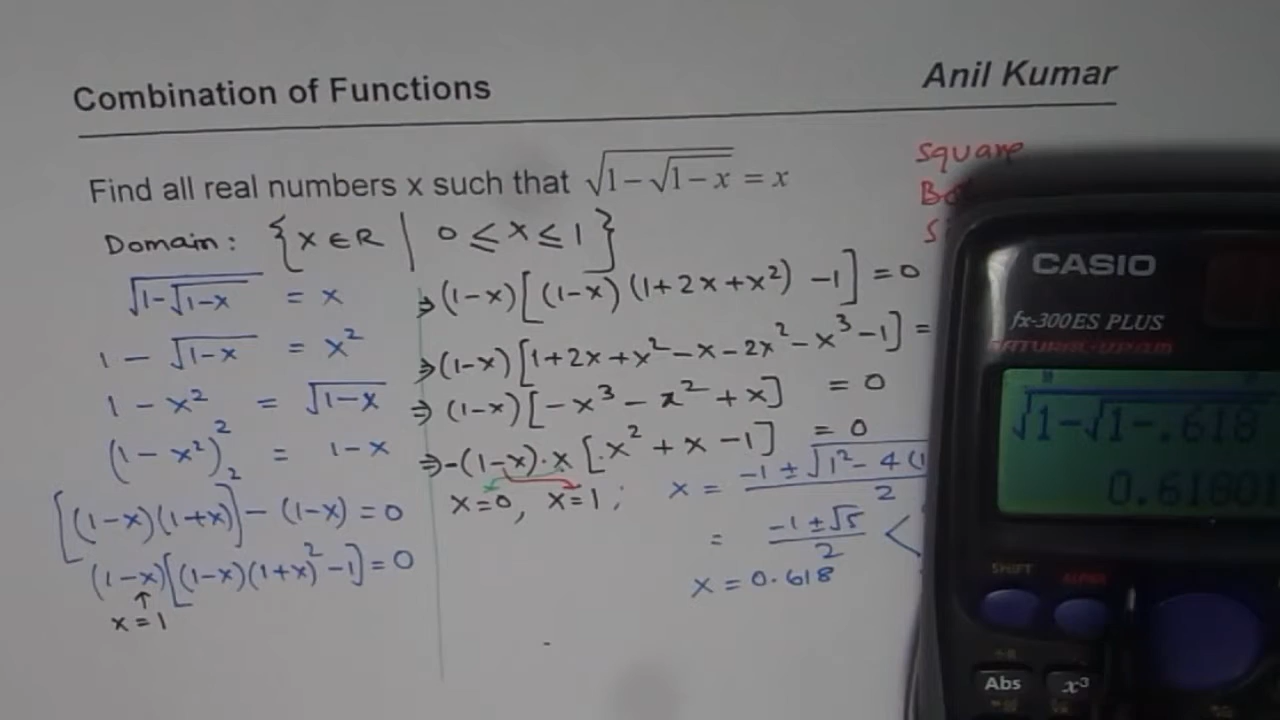 Combination of Functions
Anil Kumar
Find all real numbers x such that √(1−√(1−x)) = x
square
Domain: {x ∈ R | 0 ≤ x ≤ 1}
√(1−√(1−x)) = x
1 − √(1−x) = x²
1 − x² = √(1−x)
(1 − x²)² = 1−x
[(1−x)(1+x)]² − (1−x) = 0
(1−x)[(1−x)(1+x)² −1] = 0
↑
x = 1
⇒ (1−x)[(1−x)(1+2x+x²) −1] = 0
⇒ (1−x)[1+2x+x²−x−2x²−x³−1] =
⇒ (1−x)[−x³−x²+x] = 0
⇒ −(1−x)·x[x²+x−1] = 0
x=0, x=1;
x = (−1 ± √(1²−4(1
2
= (−1±√5)/2 <
x = 0.618
CASIO
fx-300ES PLUS
√(1−√(1−.618
0.6180
SHIFT
ALPHA
Abs
x³